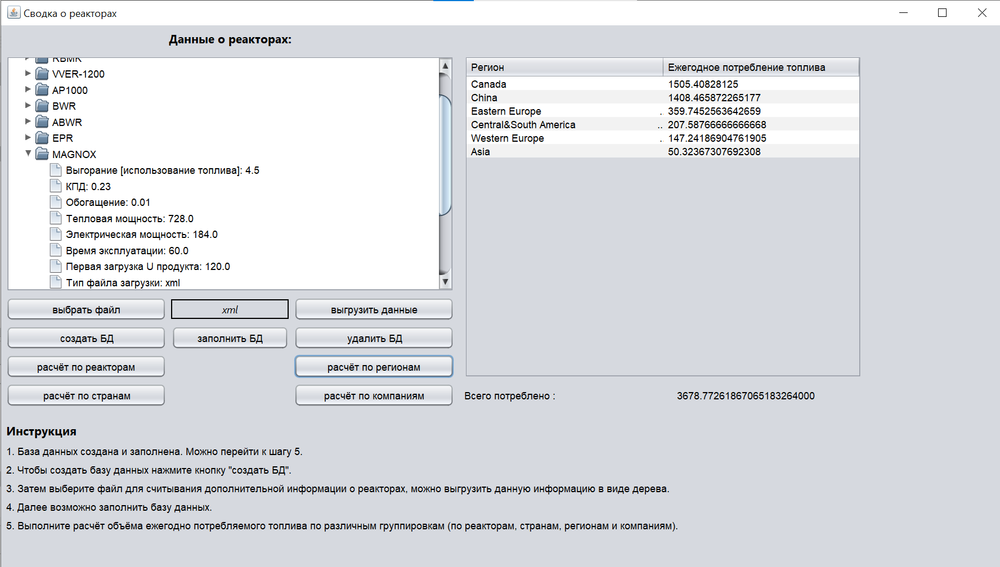 Сводка о реакторах
Данные о реакторах:
RBMK
VVER-1200
AP1000
BWR
ABWR
EPR
MAGNOX
Выгорание [использование топлива]: 4.5
КПД: 0.23
Обогащение: 0.01
Тепловая мощность: 728.0
Электрическая мощность: 184.0
Время эксплуатации: 60.0
Первая загрузка U продукта: 120.0
Тип файла загрузки: xml
Регион Ежегодное потребление топлива
Canada 1505.40828125
China 1408.465872265177
Eastern Europe .. 359.7452563642659
Central&South America .. 207.58766666666668
Western Europe .. 147.24186904761905
Asia 50.32367307692308
выбрать файл xml выгрузить данные
создать БД заполнить БД удалить БД
расчёт по реакторам расчёт по регионам
расчёт по странам расчёт по компаниям
Всего потреблено : 3678.77261867065183264000
Инструкция
1. База данных создана и заполнена. Можно перейти к шагу 5.
2. Чтобы создать базу данных нажмите кнопку "создать БД".
3. Затем выберите файл для считывания дополнительной информации о реакторах, можно выгрузить данную информацию в виде дерева.
4. Далее возможно заполнить базу данных.
5. Выполните расчёт объёма ежегодно потребляемого топлива по различным группировкам (по реакторам, странам, регионам и компаниям).